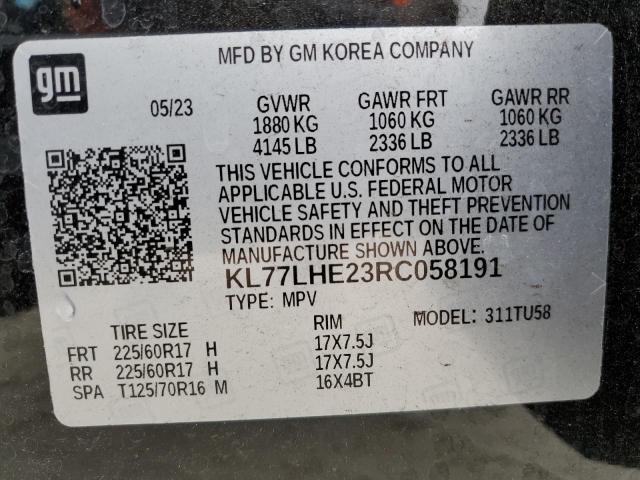 MFD BY GM KOREA COMPANY
gm
05/23 GVWR GAWR FRT GAWR RR
1880 KG 1060 KG 1060 KG
4145 LB 2336 LB 2336 LB
THIS VEHICLE CONFORMS TO ALL
APPLICABLE U.S. FEDERAL MOTOR
VEHICLE SAFETY AND THEFT PREVENTION
STANDARDS IN EFFECT ON THE DATE OF
MANUFACTURE SHOWN ABOVE.
KL77LHE23RC058191
TYPE: MPV
TIRE SIZE RIM MODEL: 311TU58
FRT 225/60R17 H 17X7.5J
RR 225/60R17 H 17X7.5J
SPA T125/70R16 M 16X4BT